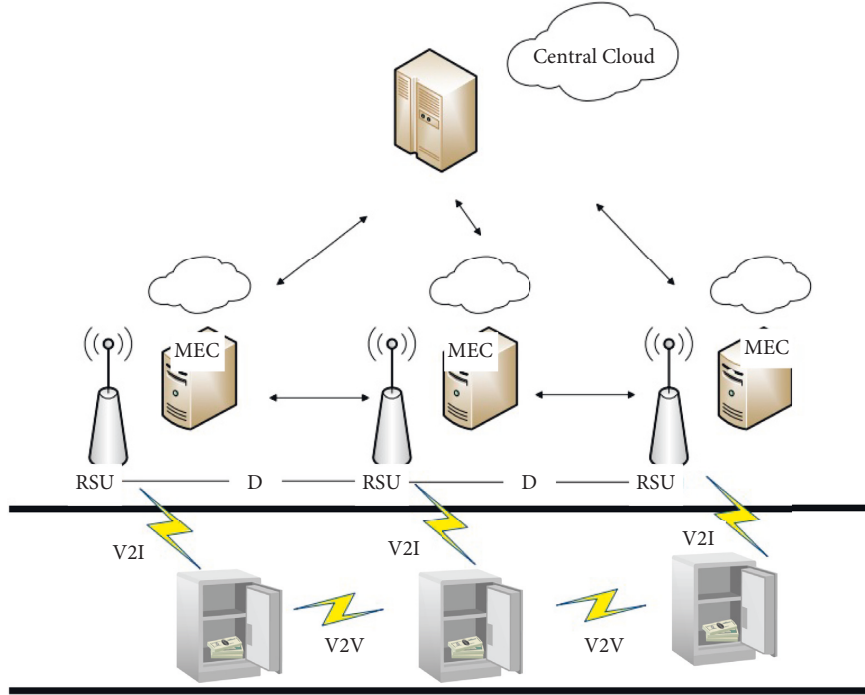 Central Cloud
MEC
MEC
MEC
RSU
D
RSU
D
RSU
V2I
V2I
V2I
V2V
V2V